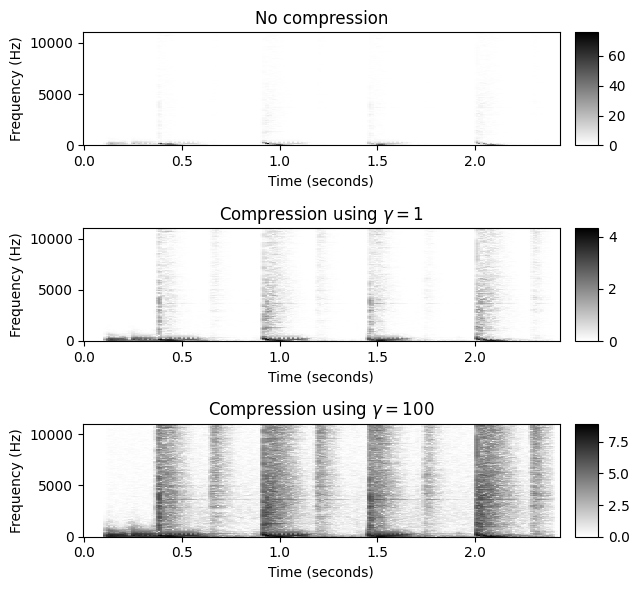 No compression
10000
5000
0
Frequency (Hz)
0.0 0.5 1.0 1.5 2.0
Time (seconds)
60
40
20
0
Compression using γ = 1
10000
5000
0
Frequency (Hz)
0.0 0.5 1.0 1.5 2.0
Time (seconds)
4
2
0
Compression using γ = 100
10000
5000
0
Frequency (Hz)
0.0 0.5 1.0 1.5 2.0
Time (seconds)
7.5
5.0
2.5
0.0